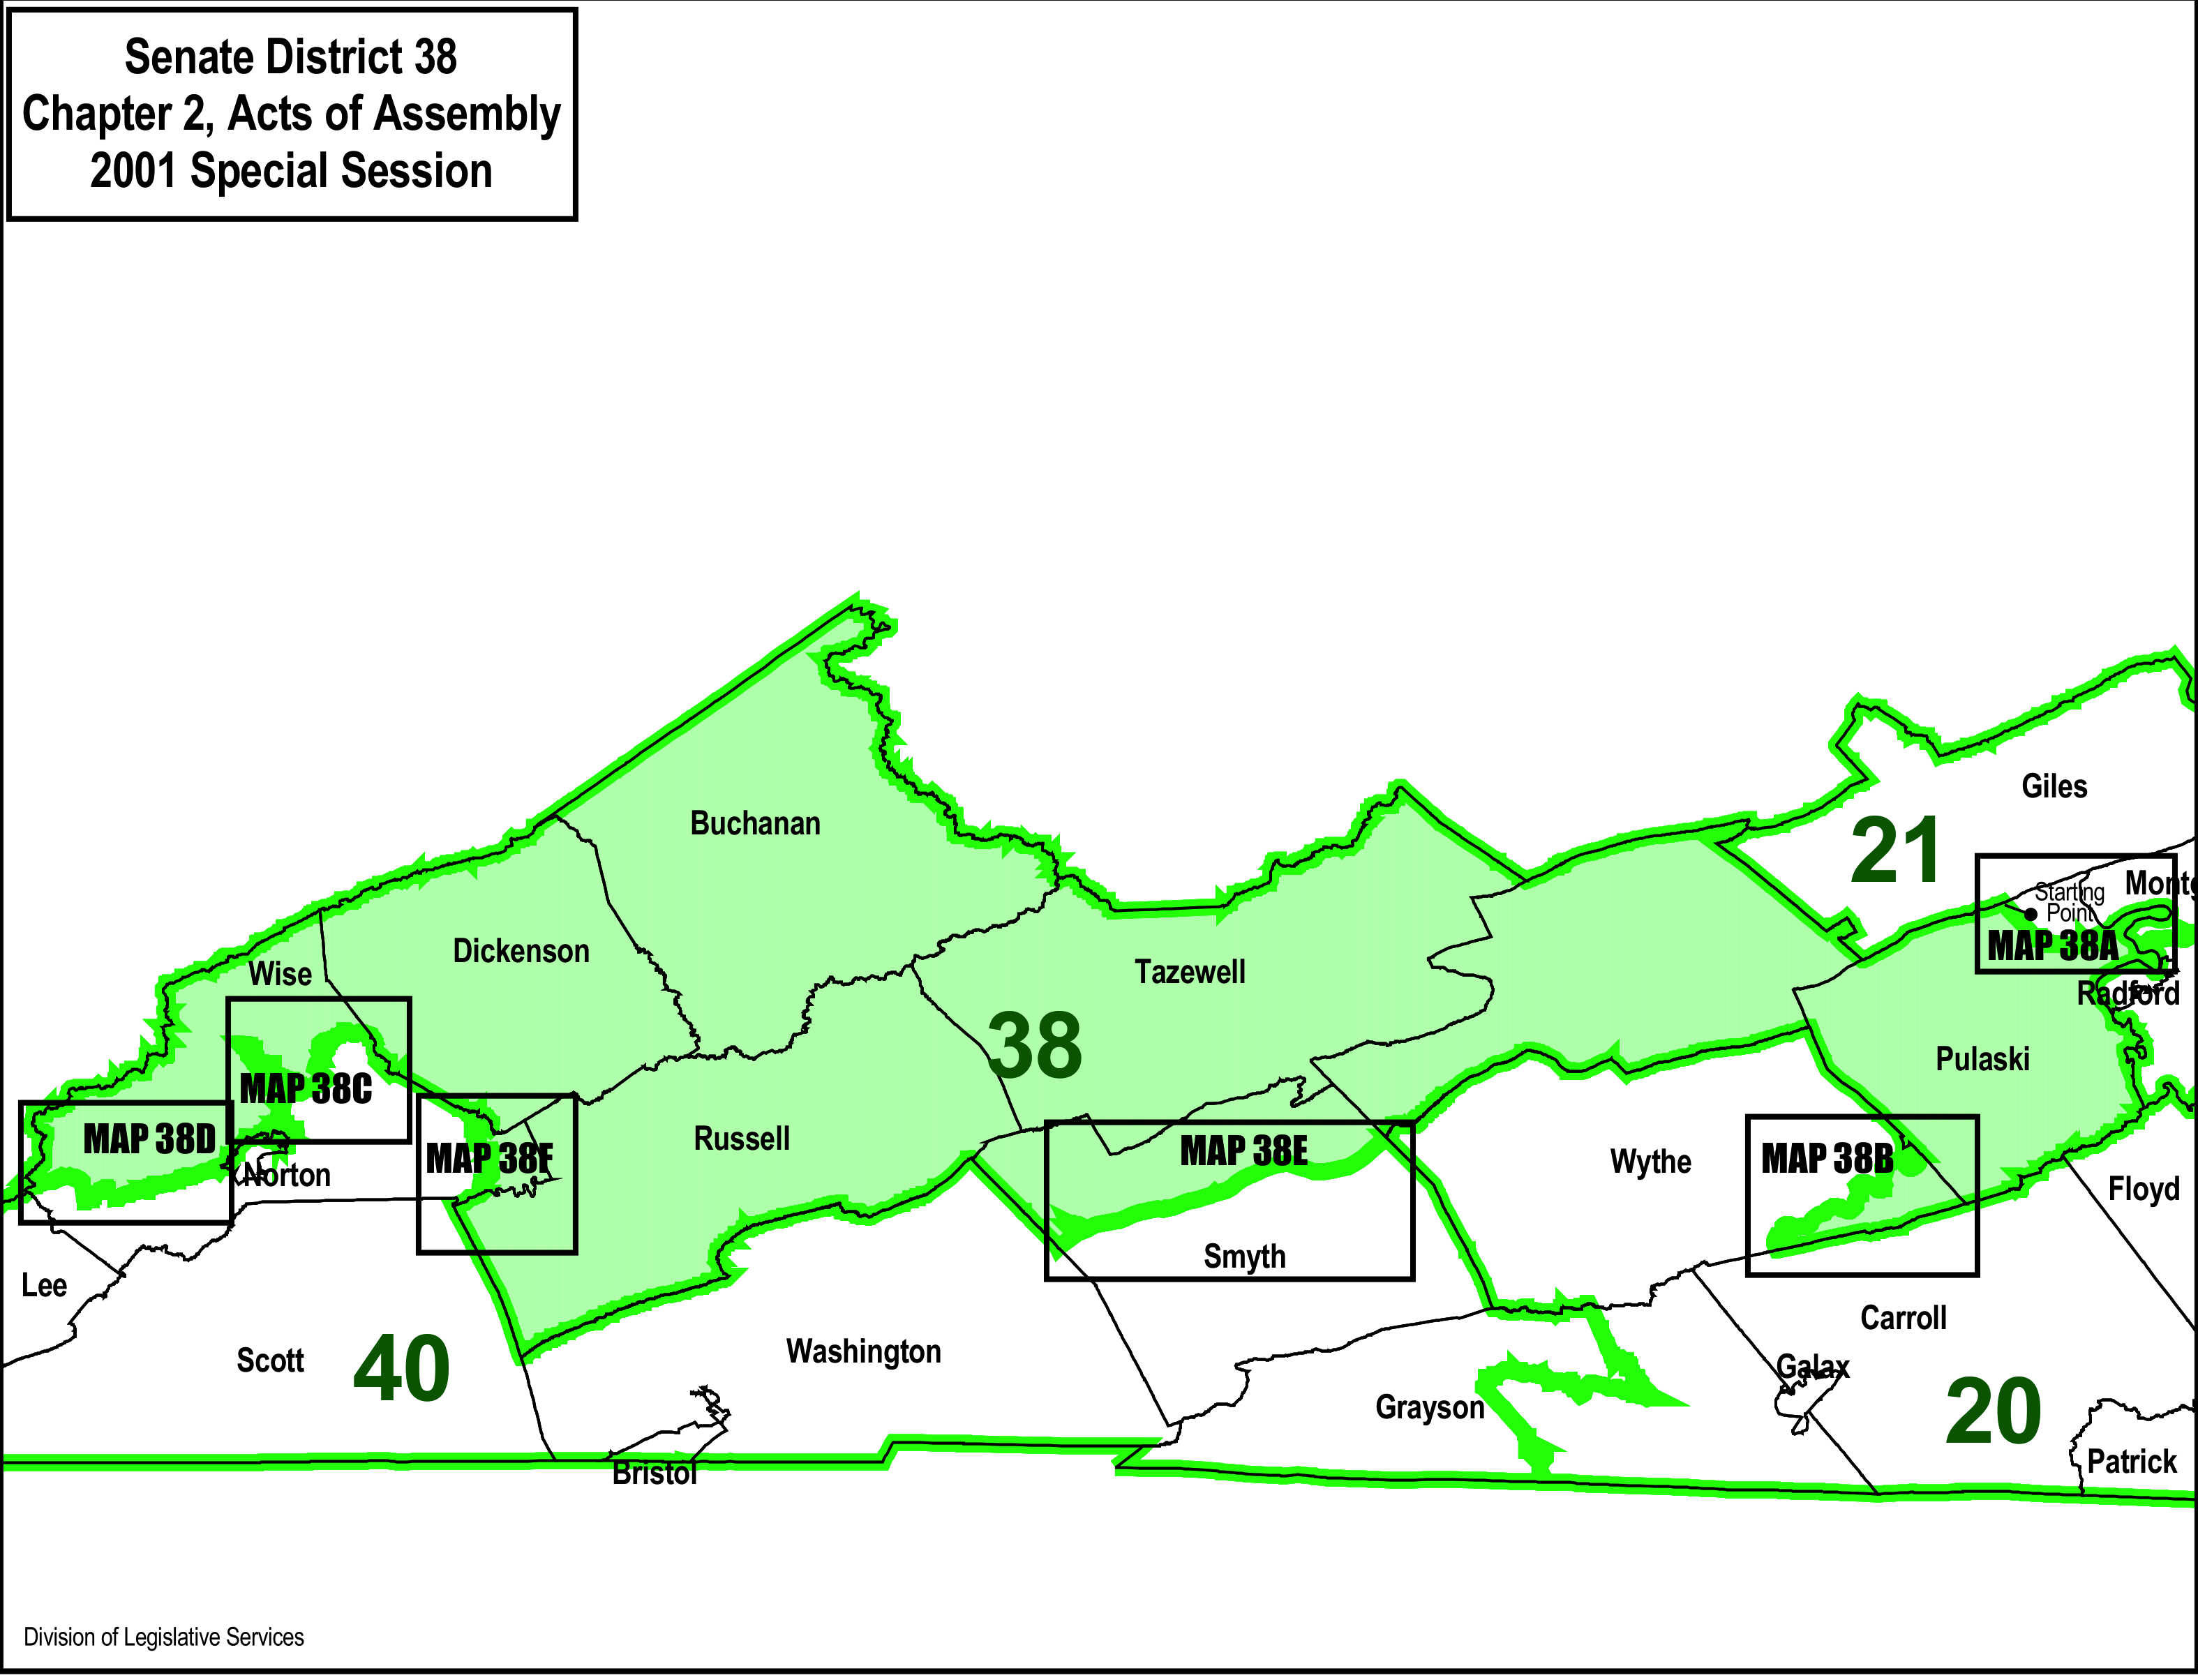 Senate District 38
Chapter 2, Acts of Assembly
2001 Special Session
Buchanan
Giles
21
Starting
Point
Montg
MAP 38A
Dickenson
Wise
Tazewell
Radford
38
Pulaski
MAP 38C
MAP 38D
Russell
MAP 38E
MAP 38F
Wythe
MAP 38B
Norton
Floyd
Smyth
Lee
Carroll
Washington
Scott
40
Galax
Grayson
20
Patrick
Bristol
Division of Legislative Services